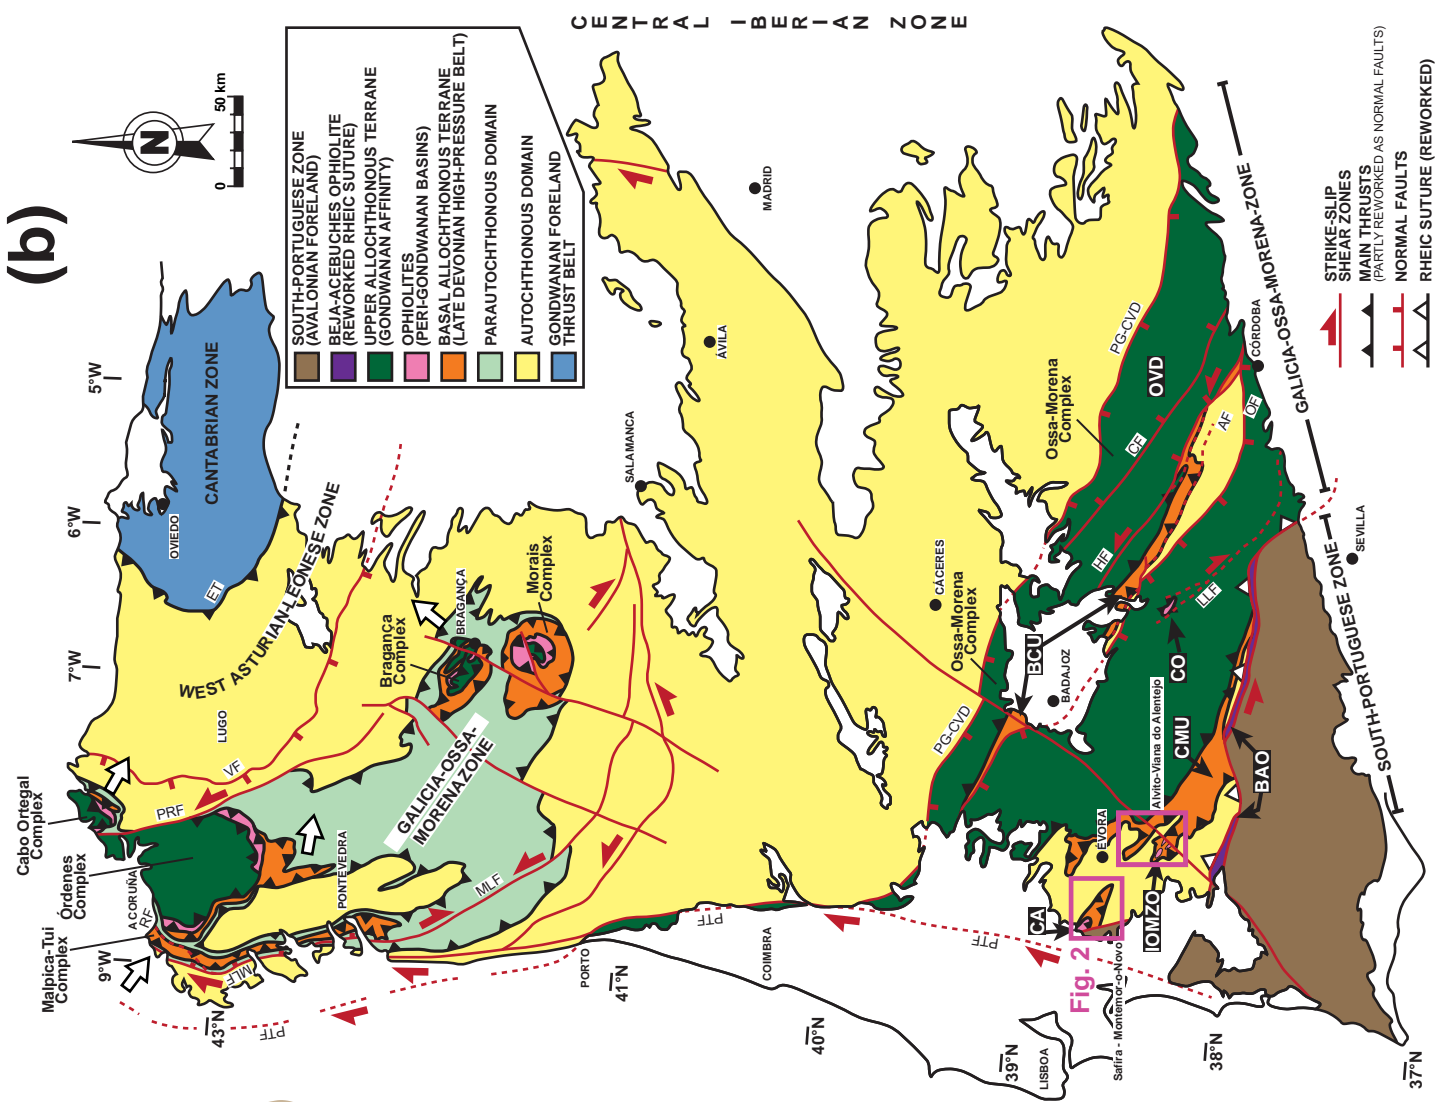 (b)
N
0
50 km
SOUTH-PORTUGUESE ZONE
(AVALONIAN FORELAND)
BEJA-ACEBUCHES OPHIOLITE
(REWORKED RHEIC SUTURE)
UPPER ALLOCHTHONOUS TERRANE
(GONDWANAN AFFINITY)
OPHIOLITES
(PERI-GONDWANAN BASINS)
BASAL ALLOCHTHONOUS TERRANE
(LATE DEVONIAN HIGH-PRESSURE BELT)
PARAUTOCHTHONOUS DOMAIN
AUTOCHTHONOUS DOMAIN
GONDWANAN FORELAND
THRUST BELT
CENTRAL IBERIAN ZONE
5°W
6°W
7°W
9°W
43°N
41°N
40°N
39°N
38°N
37°N
CANTABRIAN ZONE
OVIEDO
ET
WEST ASTURIAN-LEONESE ZONE
LUGO
VF
PRF
Cabo Ortegal
Complex
Órdenes
Complex
Malpica-Tui
Complex
A CORUÑA
RF
MLF
PTF
PONTEVEDRA
MLF
GALICIA-OSSA-
MORENA ZONE
Bragança
Complex
BRAGANÇA
Morais
Complex
SALAMANCA
ÁVILA
MADRID
PORTO
PTF
COIMBRA
PTF
CÁCERES
PG-CVD
Ossa-Morena
Complex
Ossa-Morena
Complex
PG-CVD
OVD
CF
HF
AF
OF
CÓRDOBA
BCU
BADAJOZ
LLF
CO
CMU
BAO
Alvito-Viana do Alentejo
ÉVORA
CA
IOMZO
Fig. 2
Safira - Montemor-o-Novo
LISBOA
SEVILLA
GALICIA-OSSA-MORENA-ZONE
SOUTH-PORTUGUESE ZONE
STRIKE-SLIP
SHEAR ZONES
MAIN THRUSTS
(PARTLY REWORKED AS NORMAL FAULTS)
NORMAL FAULTS
RHEIC SUTURE (REWORKED)